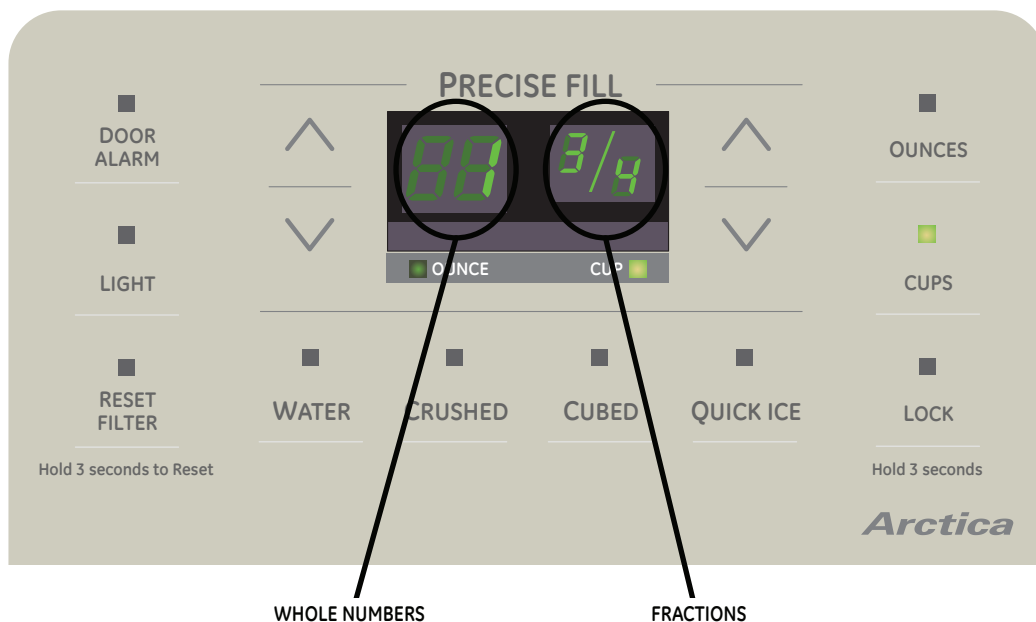 PRECISE FILL
DOOR
ALARM
1 3/4
OUNCES
LIGHT
OUNCE CUP
CUPS
RESET
FILTER
WATER CRUSHED CUBED QUICK ICE
LOCK
Hold 3 seconds to Reset
Hold 3 seconds
Arctica
WHOLE NUMBERS FRACTIONS